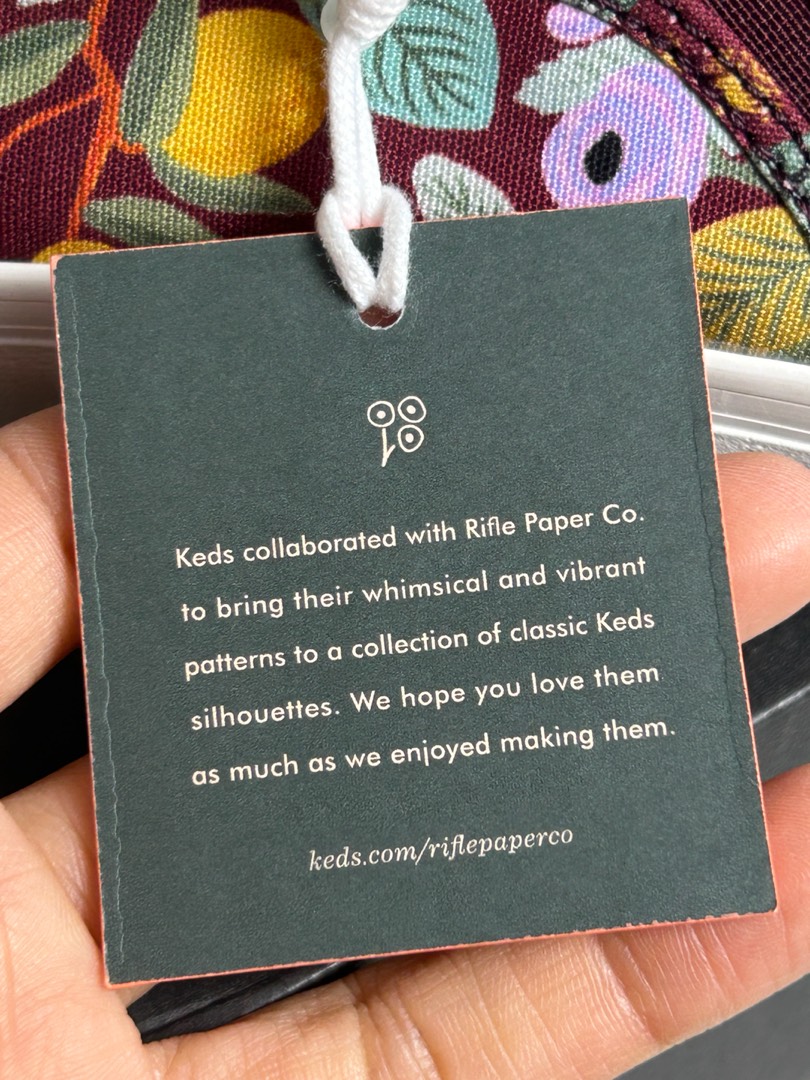 Keds collaborated with Rifle Paper Co.
to bring their whimsical and vibrant
patterns to a collection of classic Keds
silhouettes. We hope you love them
as much as we enjoyed making them.
keds.com/riflepaperco